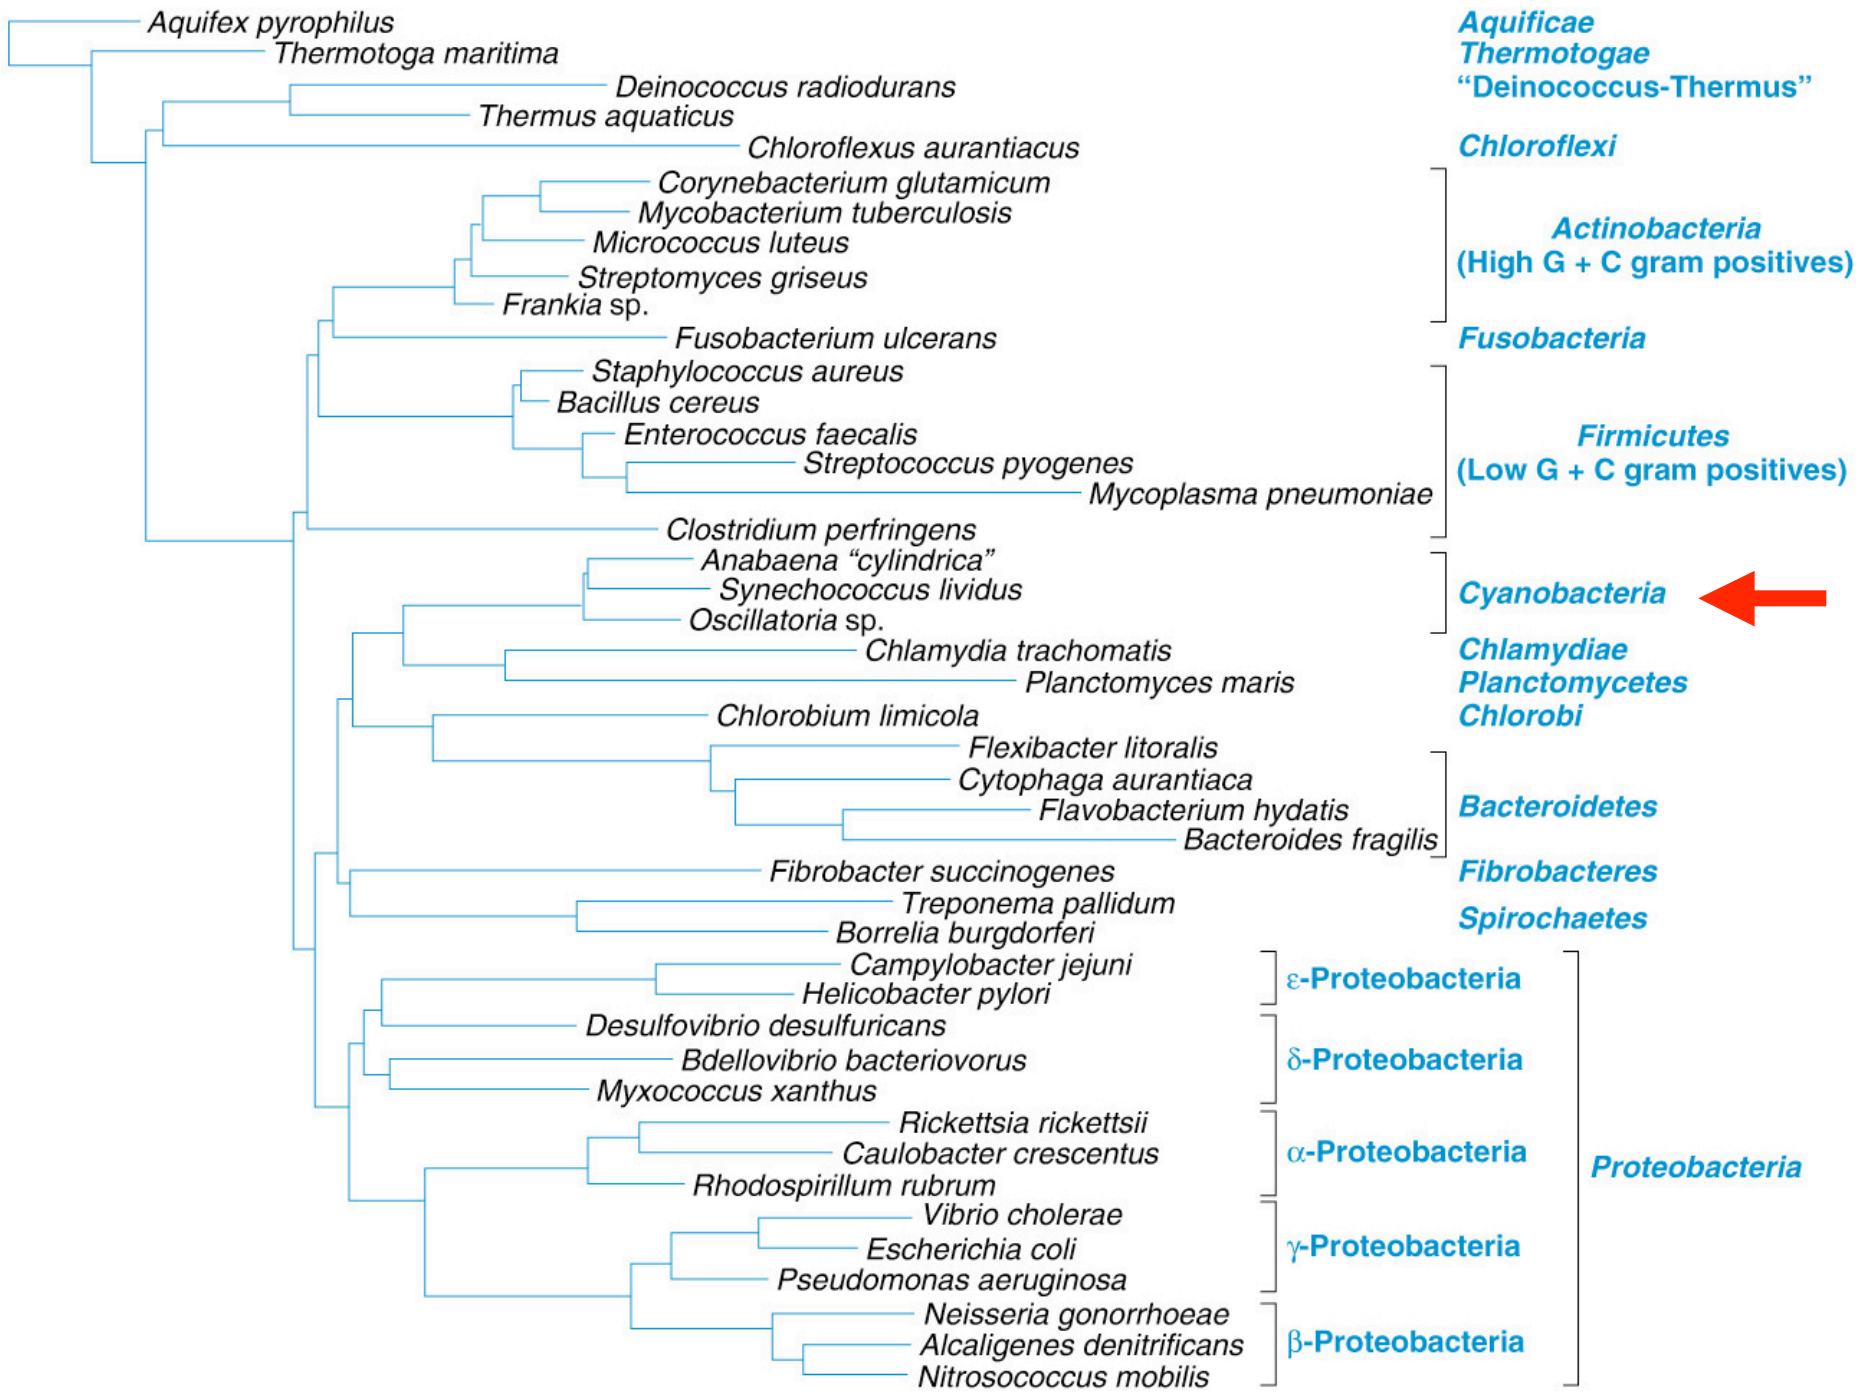 Aquifex pyrophilus Aquificae
Thermotoga maritima Thermotogae
Deinococcus radiodurans “Deinococcus-Thermus”
Thermus aquaticus
Chloroflexus aurantiacus Chloroflexi
Corynebacterium glutamicum
Mycobacterium tuberculosis
Actinobacteria
Micrococcus luteus
(High G + C gram positives)
Streptomyces griseus
Frankia sp.
Fusobacterium ulcerans Fusobacteria
Staphylococcus aureus
Bacillus cereus
Enterococcus faecalis Firmicutes
Streptococcus pyogenes (Low G + C gram positives)
Mycoplasma pneumoniae
Clostridium perfringens
Anabaena “cylindrica”
Synechococcus lividus Cyanobacteria
Oscillatoria sp.
Chlamydia trachomatis Chlamydiae
Planctomyces maris Planctomycetes
Chlorobium limicola Chlorobi
Flexibacter litoralis
Cytophaga aurantiaca
Flavobacterium hydatis Bacteroidetes
Bacteroides fragilis
Fibrobacter succinogenes Fibrobacteres
Treponema pallidum
Spirochaetes
Borrelia burgdorferi
Campylobacter jejuni
ε-Proteobacteria
Helicobacter pylori
Desulfovibrio desulfuricans
Bdellovibrio bacteriovorus δ-Proteobacteria
Myxococcus xanthus
Rickettsia rickettsii
Caulobacter crescentus α-Proteobacteria
Proteobacteria
Rhodospirillum rubrum
Vibrio cholerae
Escherichia coli γ-Proteobacteria
Pseudomonas aeruginosa
Neisseria gonorrhoeae
Alcaligenes denitrificans β-Proteobacteria
Nitrosococcus mobilis